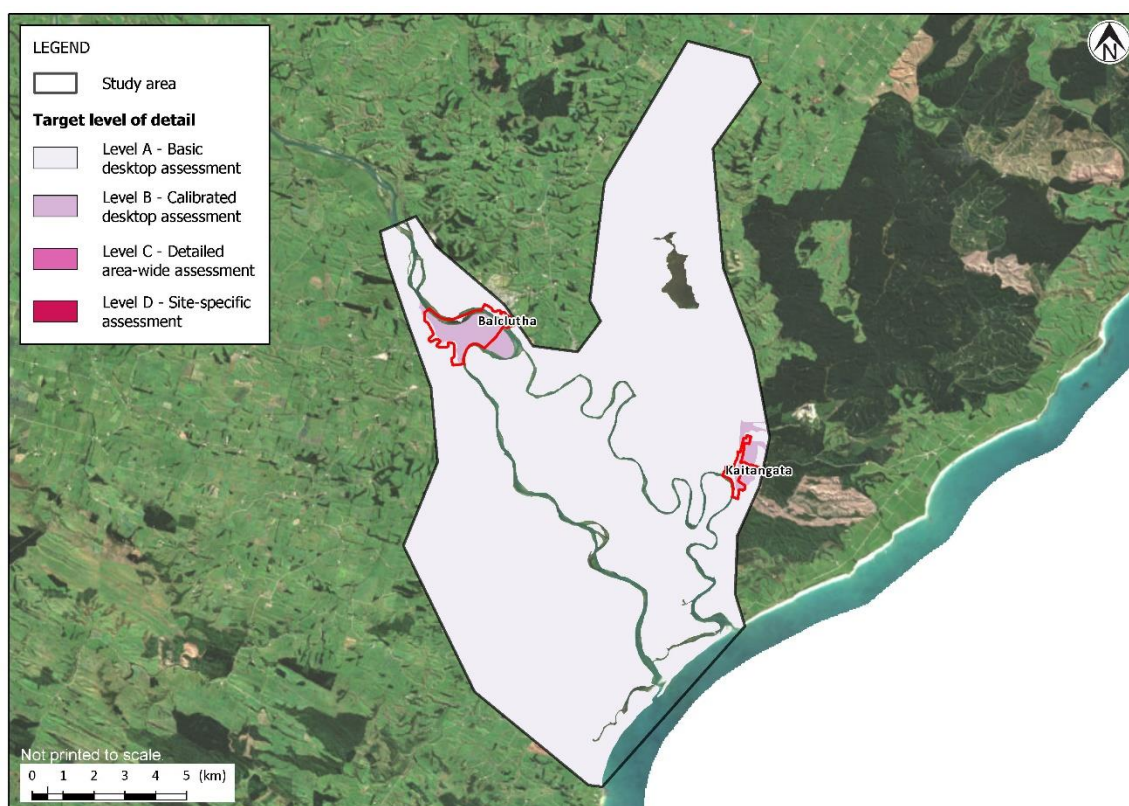 LEGEND
Study area
Target level of detail
Level A - Basic
desktop assessment
Level B - Calibrated
desktop assessment
Level C - Detailed
area-wide assessment
Level D - Site-specific
assessment
N
Balclutha
Kaitangata
Not printed to scale
0 1 2 3 4 5 (km)